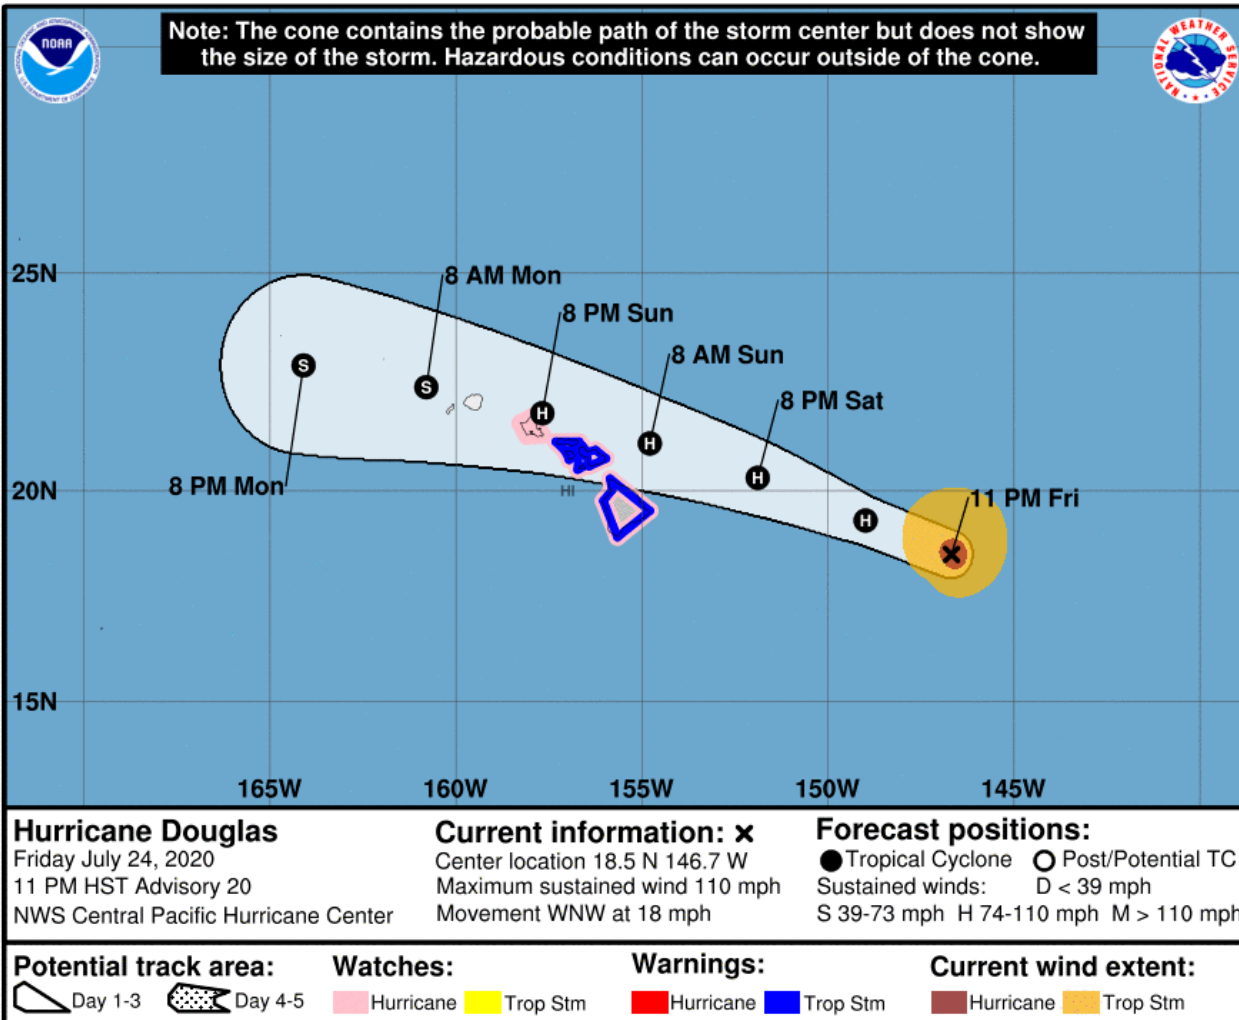 Note: The cone contains the probable path of the storm center but does not show
the size of the storm. Hazardous conditions can occur outside of the cone.
NOAA
NATIONAL WEATHER SERVICE
25N
8 AM Mon
8 PM Sun
8 AM Sun
8 PM Sat
S
S
H
H
H
8 PM Mon
20N
HI
11 PM Fri
H
15N
165W 160W 155W 150W 145W
Hurricane Douglas
Friday July 24, 2020
11 PM HST Advisory 20
NWS Central Pacific Hurricane Center
Current information: x
Center location 18.5 N 146.7 W
Maximum sustained wind 110 mph
Movement WNW at 18 mph
Forecast positions:
Tropical Cyclone Post/Potential TC
Sustained winds: D < 39 mph
S 39-73 mph H 74-110 mph M > 110 mph
Potential track area:
Day 1-3 Day 4-5
Watches:
Hurricane Trop Stm
Warnings:
Hurricane Trop Stm
Current wind extent:
Hurricane Trop Stm